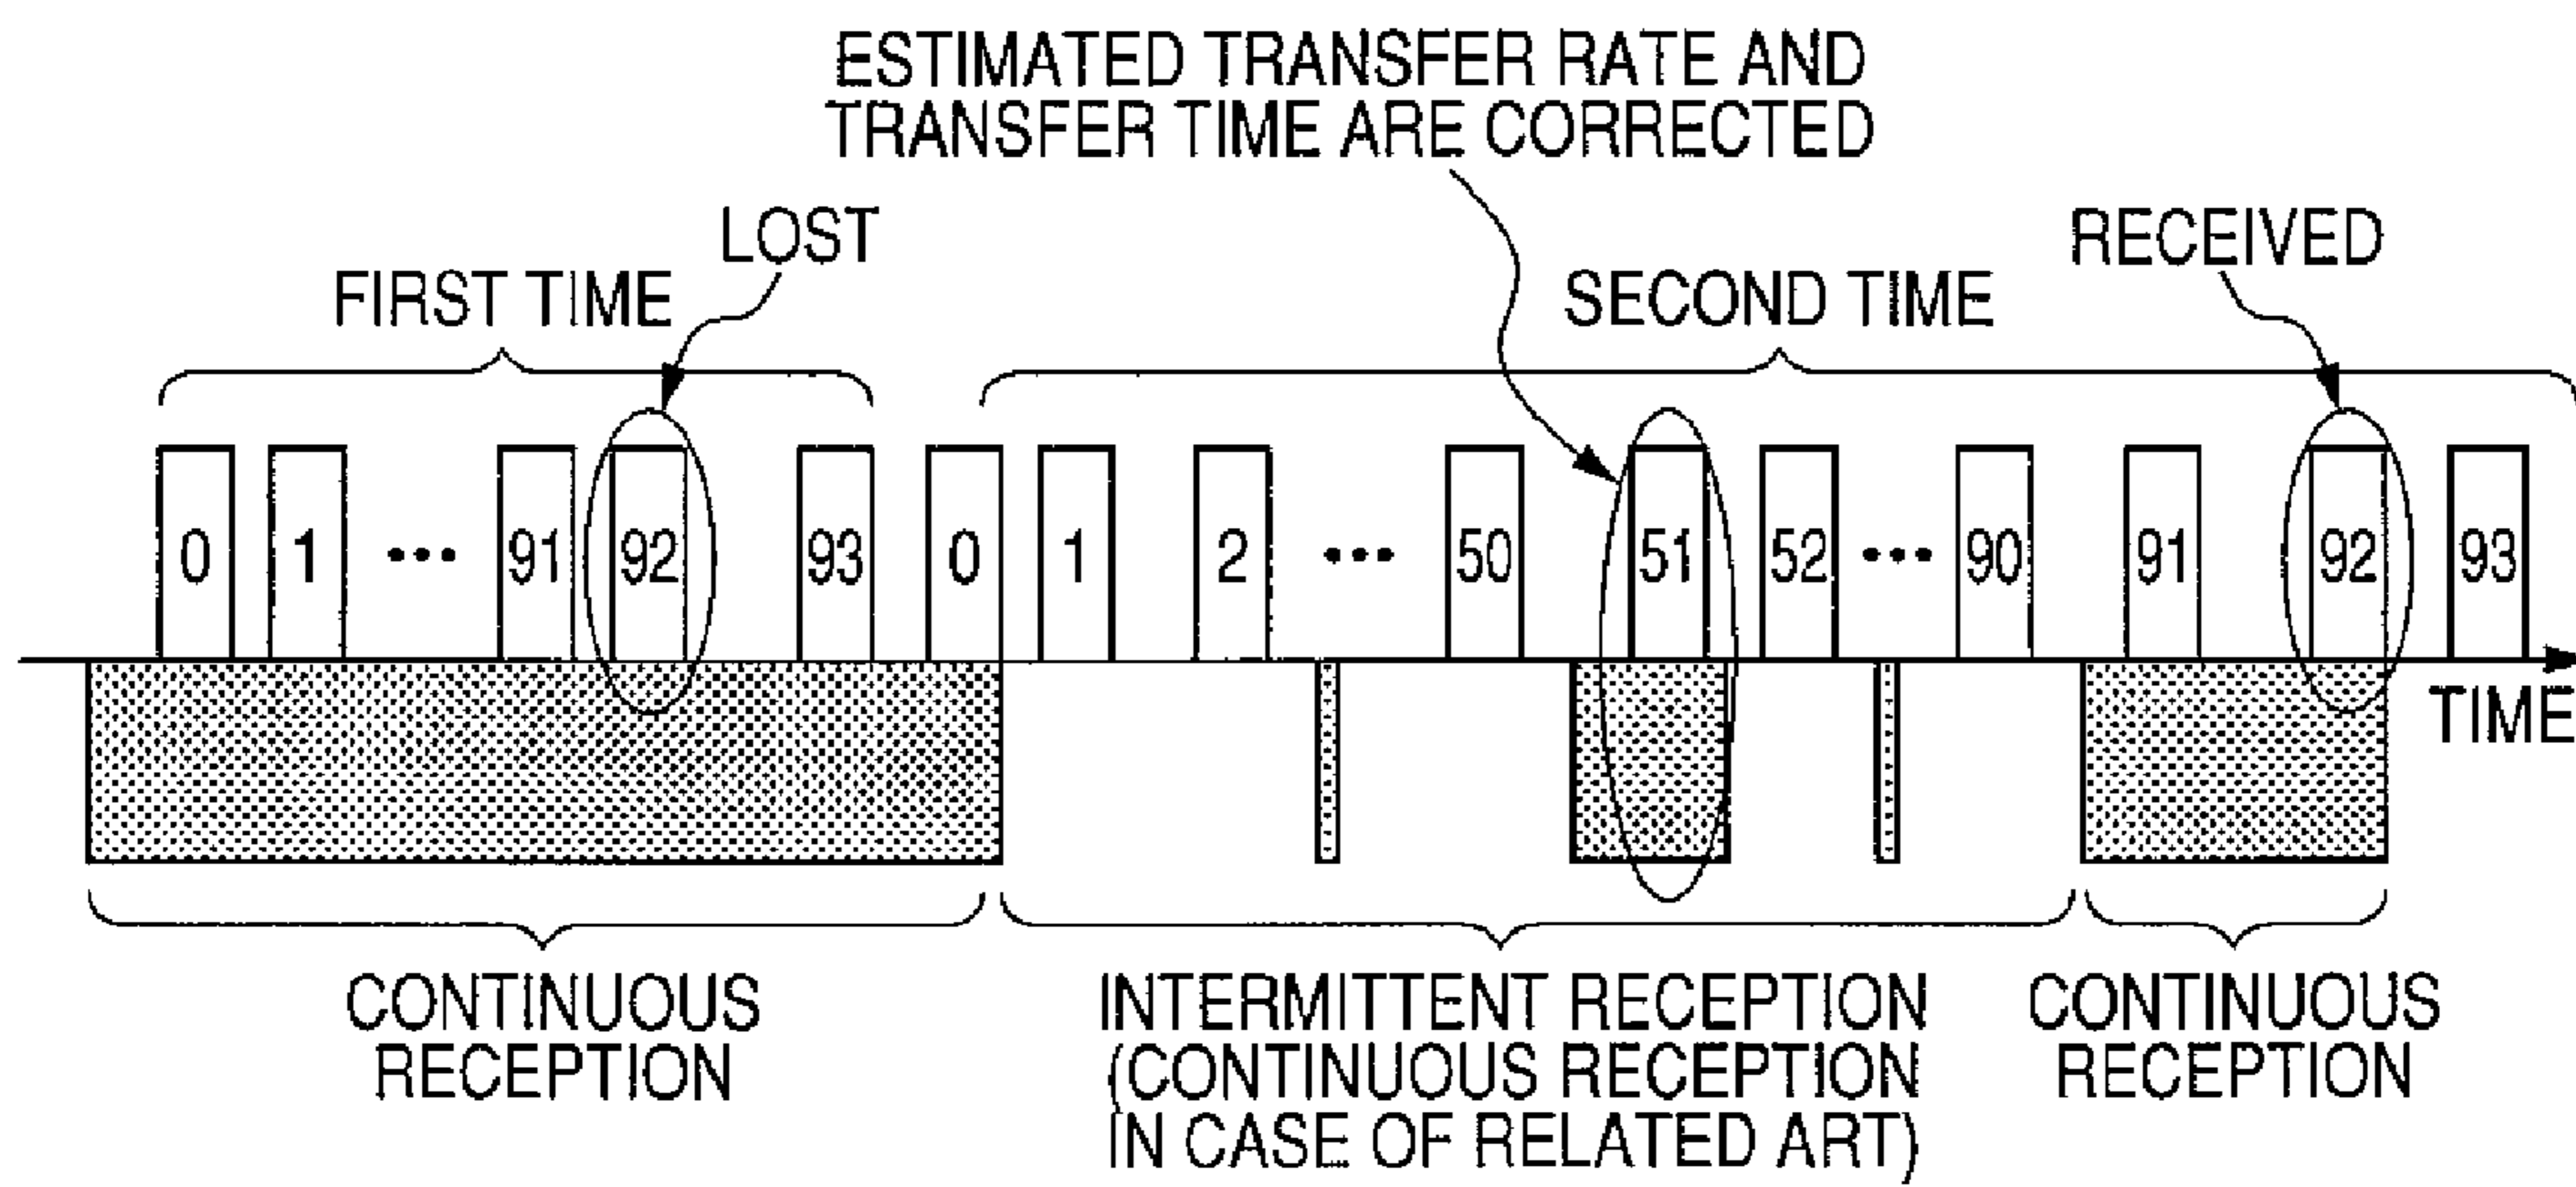 ESTIMATED TRANSFER RATE AND
TRANSFER TIME ARE CORRECTED
LOST
RECEIVED
FIRST TIME
SECOND TIME
0 1 ••• 91 92 93 0 1 2 ••• 50 51 52 ••• 90 91 92 93
TIME
CONTINUOUS
RECEPTION
INTERMITTENT RECEPTION
(CONTINUOUS RECEPTION
IN CASE OF RELATED ART)
CONTINUOUS
RECEPTION